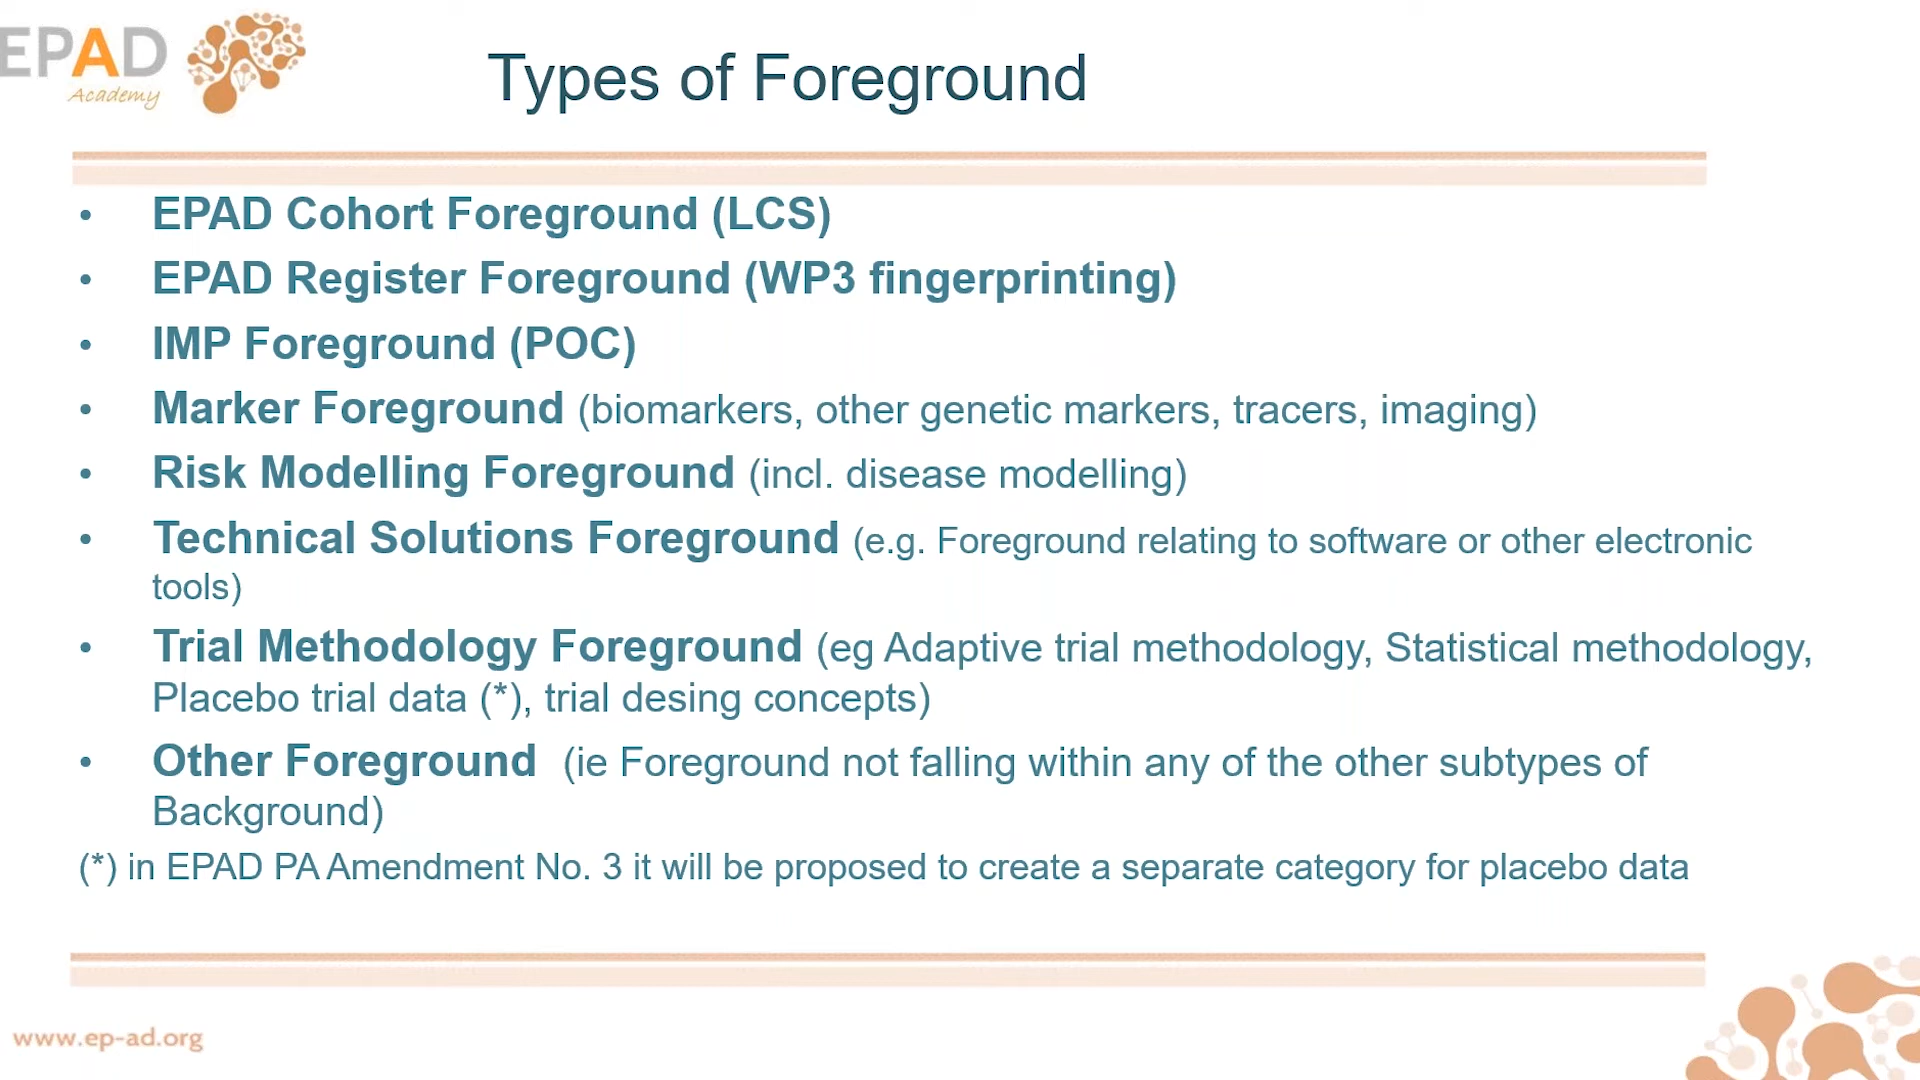 EPAD
Academy
Types of Foreground
• EPAD Cohort Foreground (LCS)
• EPAD Register Foreground (WP3 fingerprinting)
• IMP Foreground (POC)
• Marker Foreground (biomarkers, other genetic markers, tracers, imaging)
• Risk Modelling Foreground (incl. disease modelling)
• Technical Solutions Foreground (e.g. Foreground relating to software or other electronic
tools)
• Trial Methodology Foreground (eg Adaptive trial methodology, Statistical methodology,
Placebo trial data (*), trial desing concepts)
• Other Foreground (ie Foreground not falling within any of the other subtypes of
Background)
(*) in EPAD PA Amendment No. 3 it will be proposed to create a separate category for placebo data
www.ep-ad.org